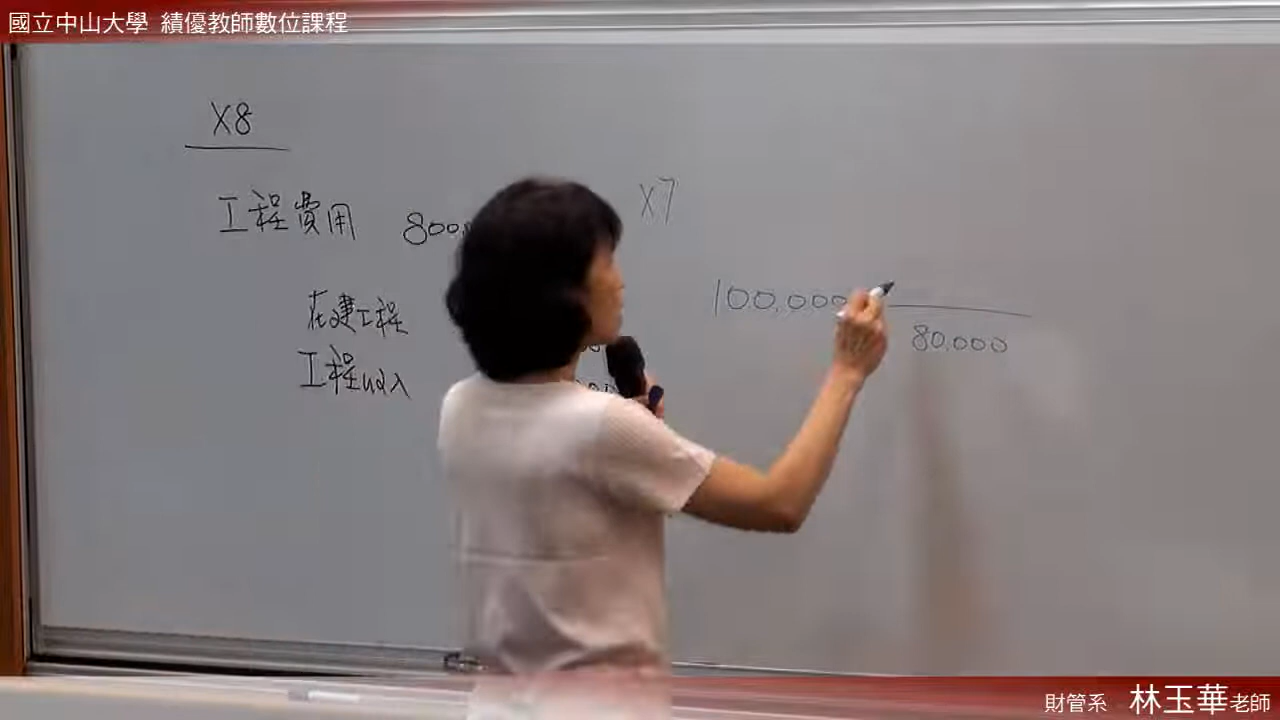 國立中山大學 績優教師數位課程
X8
X7
工程費用 800,
100,000
在建工程
80,000
工程收入
財管系 林玉華老師